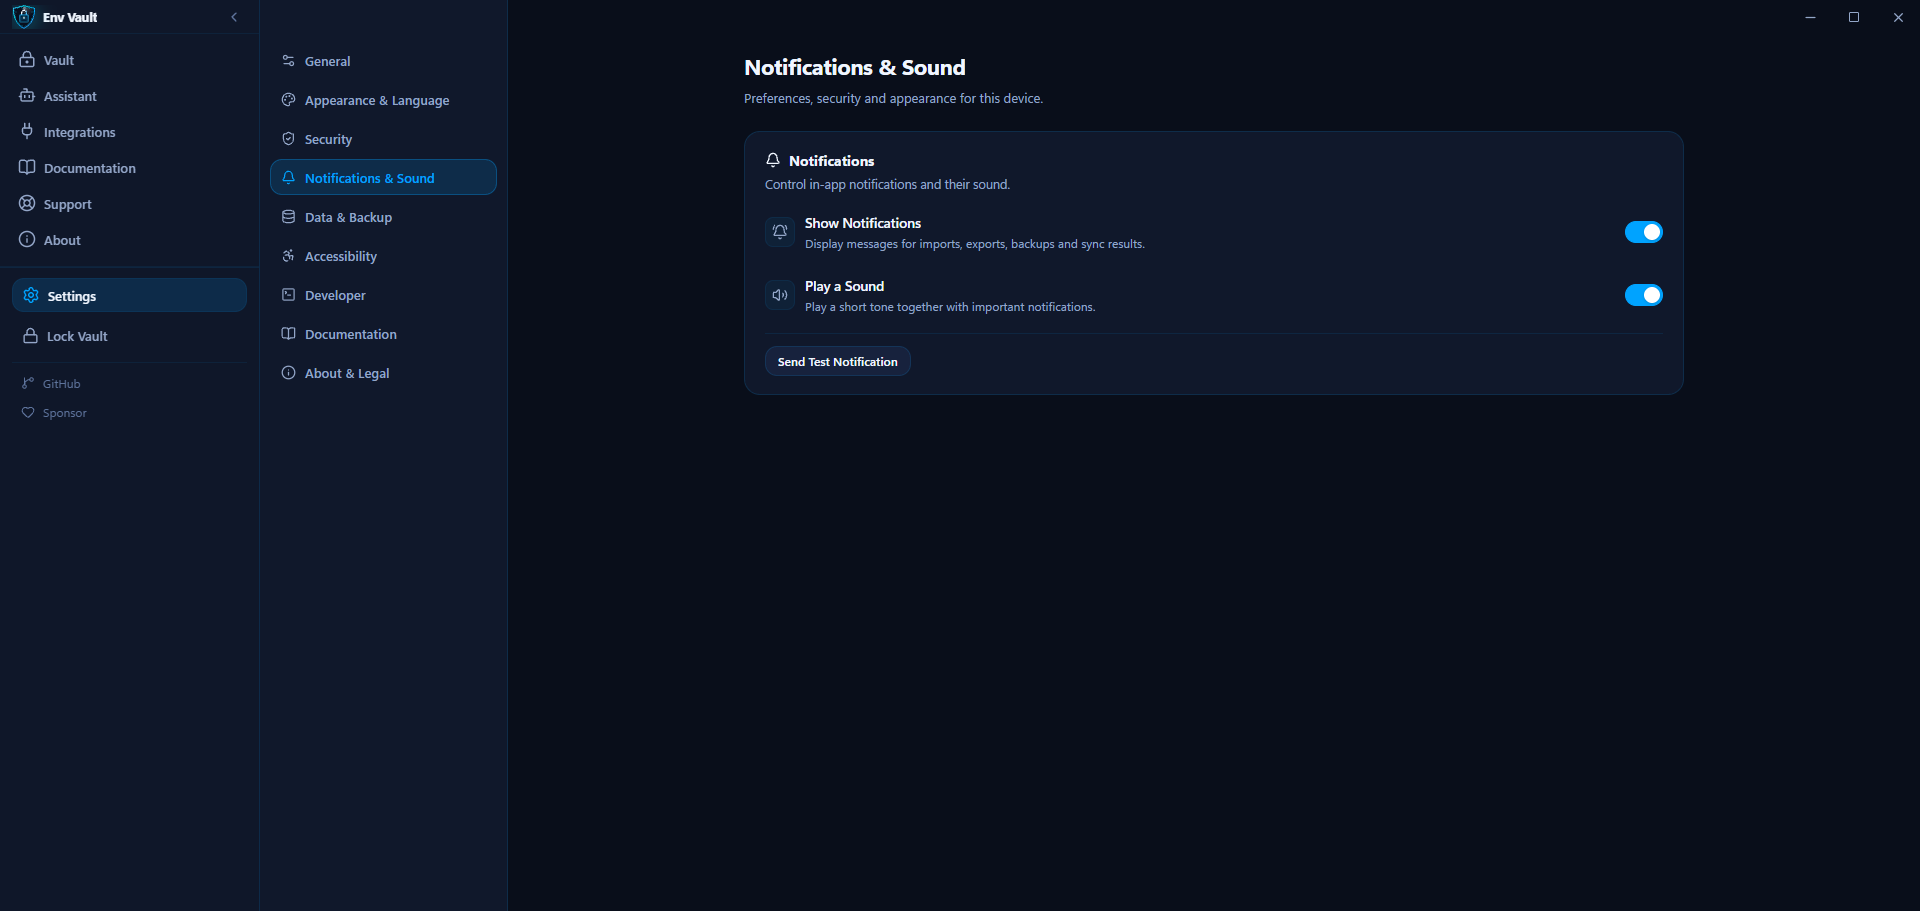 Env Vault
Vault
Assistant
Integrations
Documentation
Support
About
Settings
Lock Vault
GitHub
Sponsor
General
Appearance & Language
Security
Notifications & Sound
Data & Backup
Accessibility
Developer
Documentation
About & Legal
Notifications & Sound
Preferences, security and appearance for this device.
Notifications
Control in-app notifications and their sound.
Show Notifications
Display messages for imports, exports, backups and sync results.
Play a Sound
Play a short tone together with important notifications.
Send Test Notification